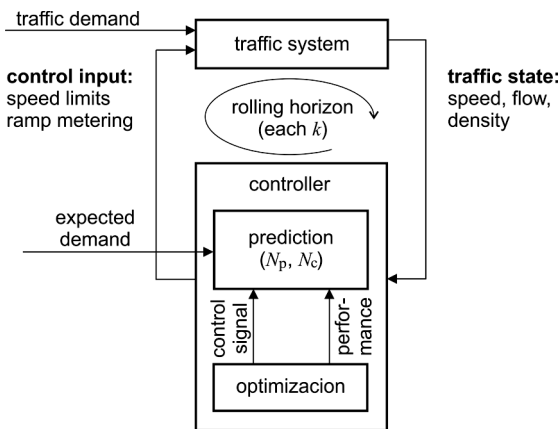 traffic demand
traffic system
control input:
speed limits
ramp metering
traffic state:
speed, flow,
density
rolling horizon
(each k)
controller
expected
demand
prediction
(Np, Nc)
control
signal
perfor-
mance
optimizacion